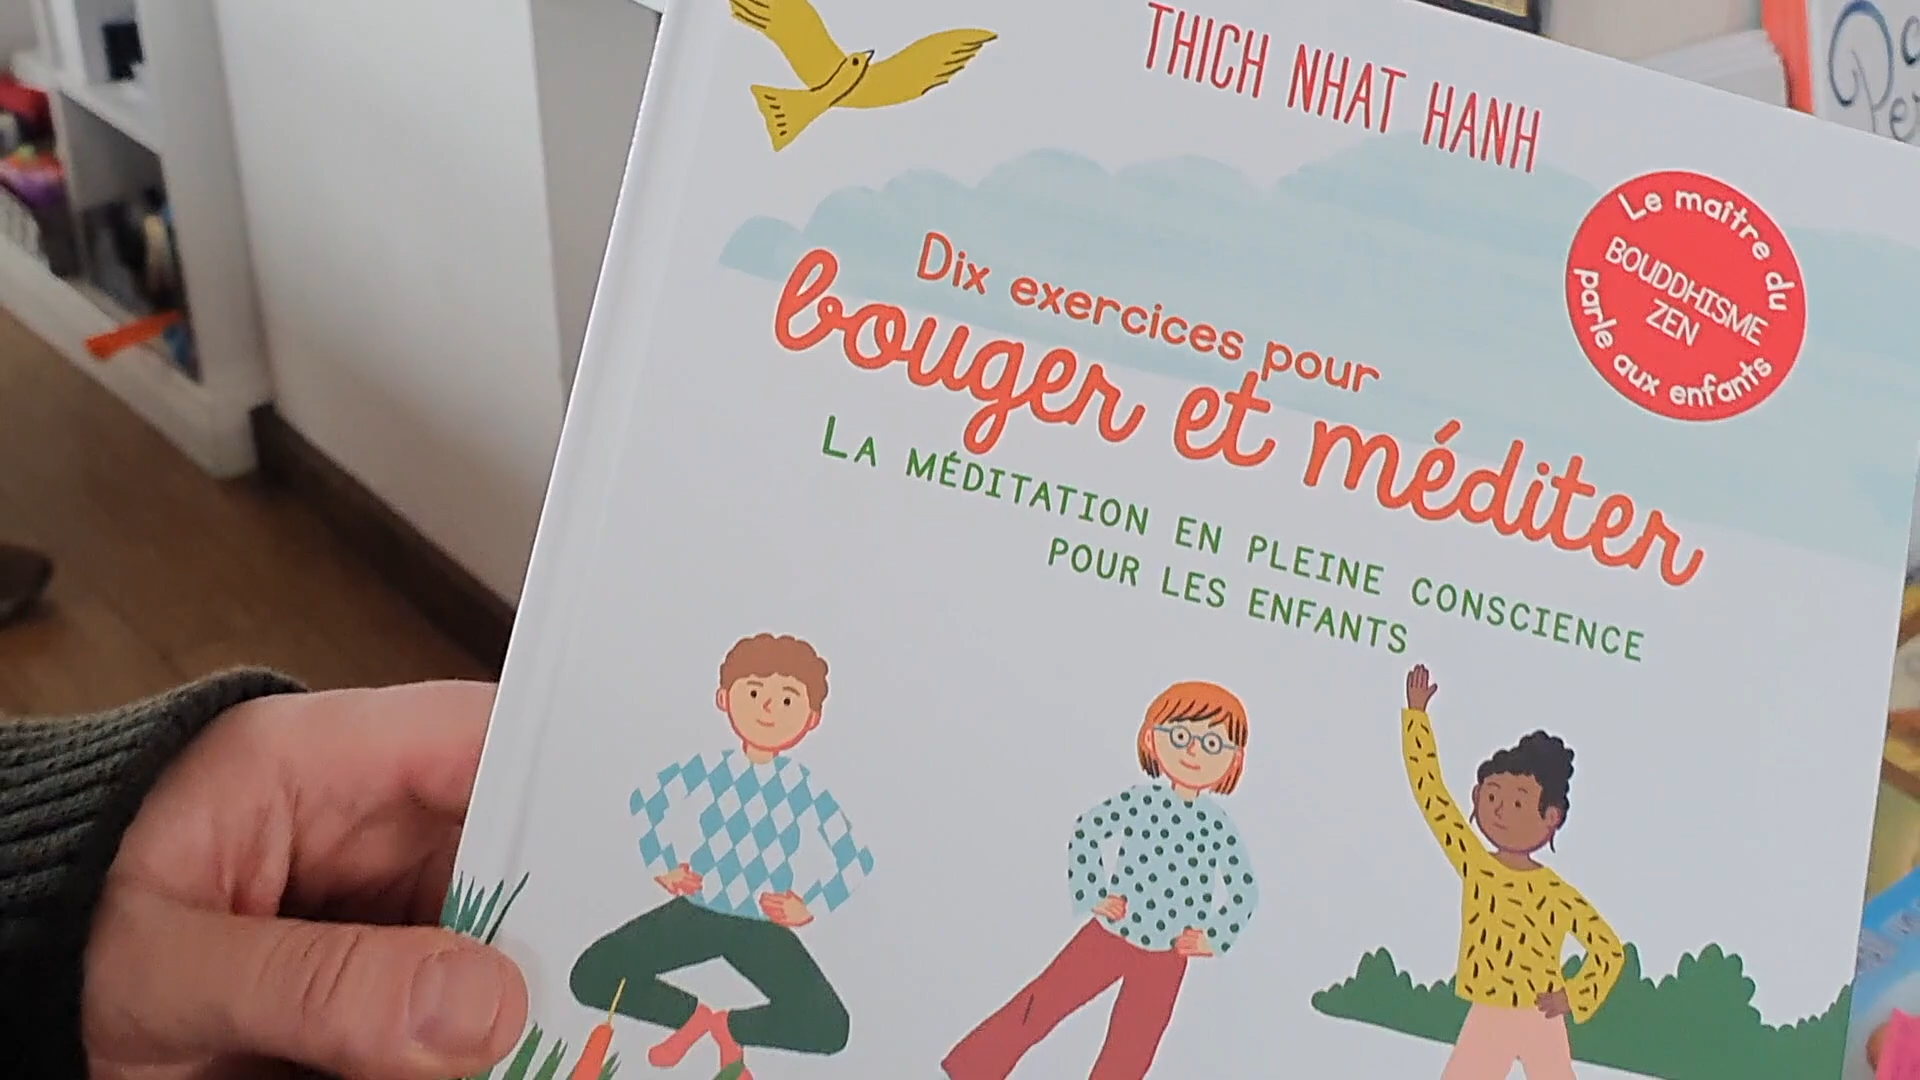 THICH NHAT HANH
Le maître du
BOUDDHISME
ZEN
parle aux enfants
Dix exercices pour
bouger et méditer
LA MÉDITATION EN PLEINE CONSCIENCE
POUR LES ENFANTS